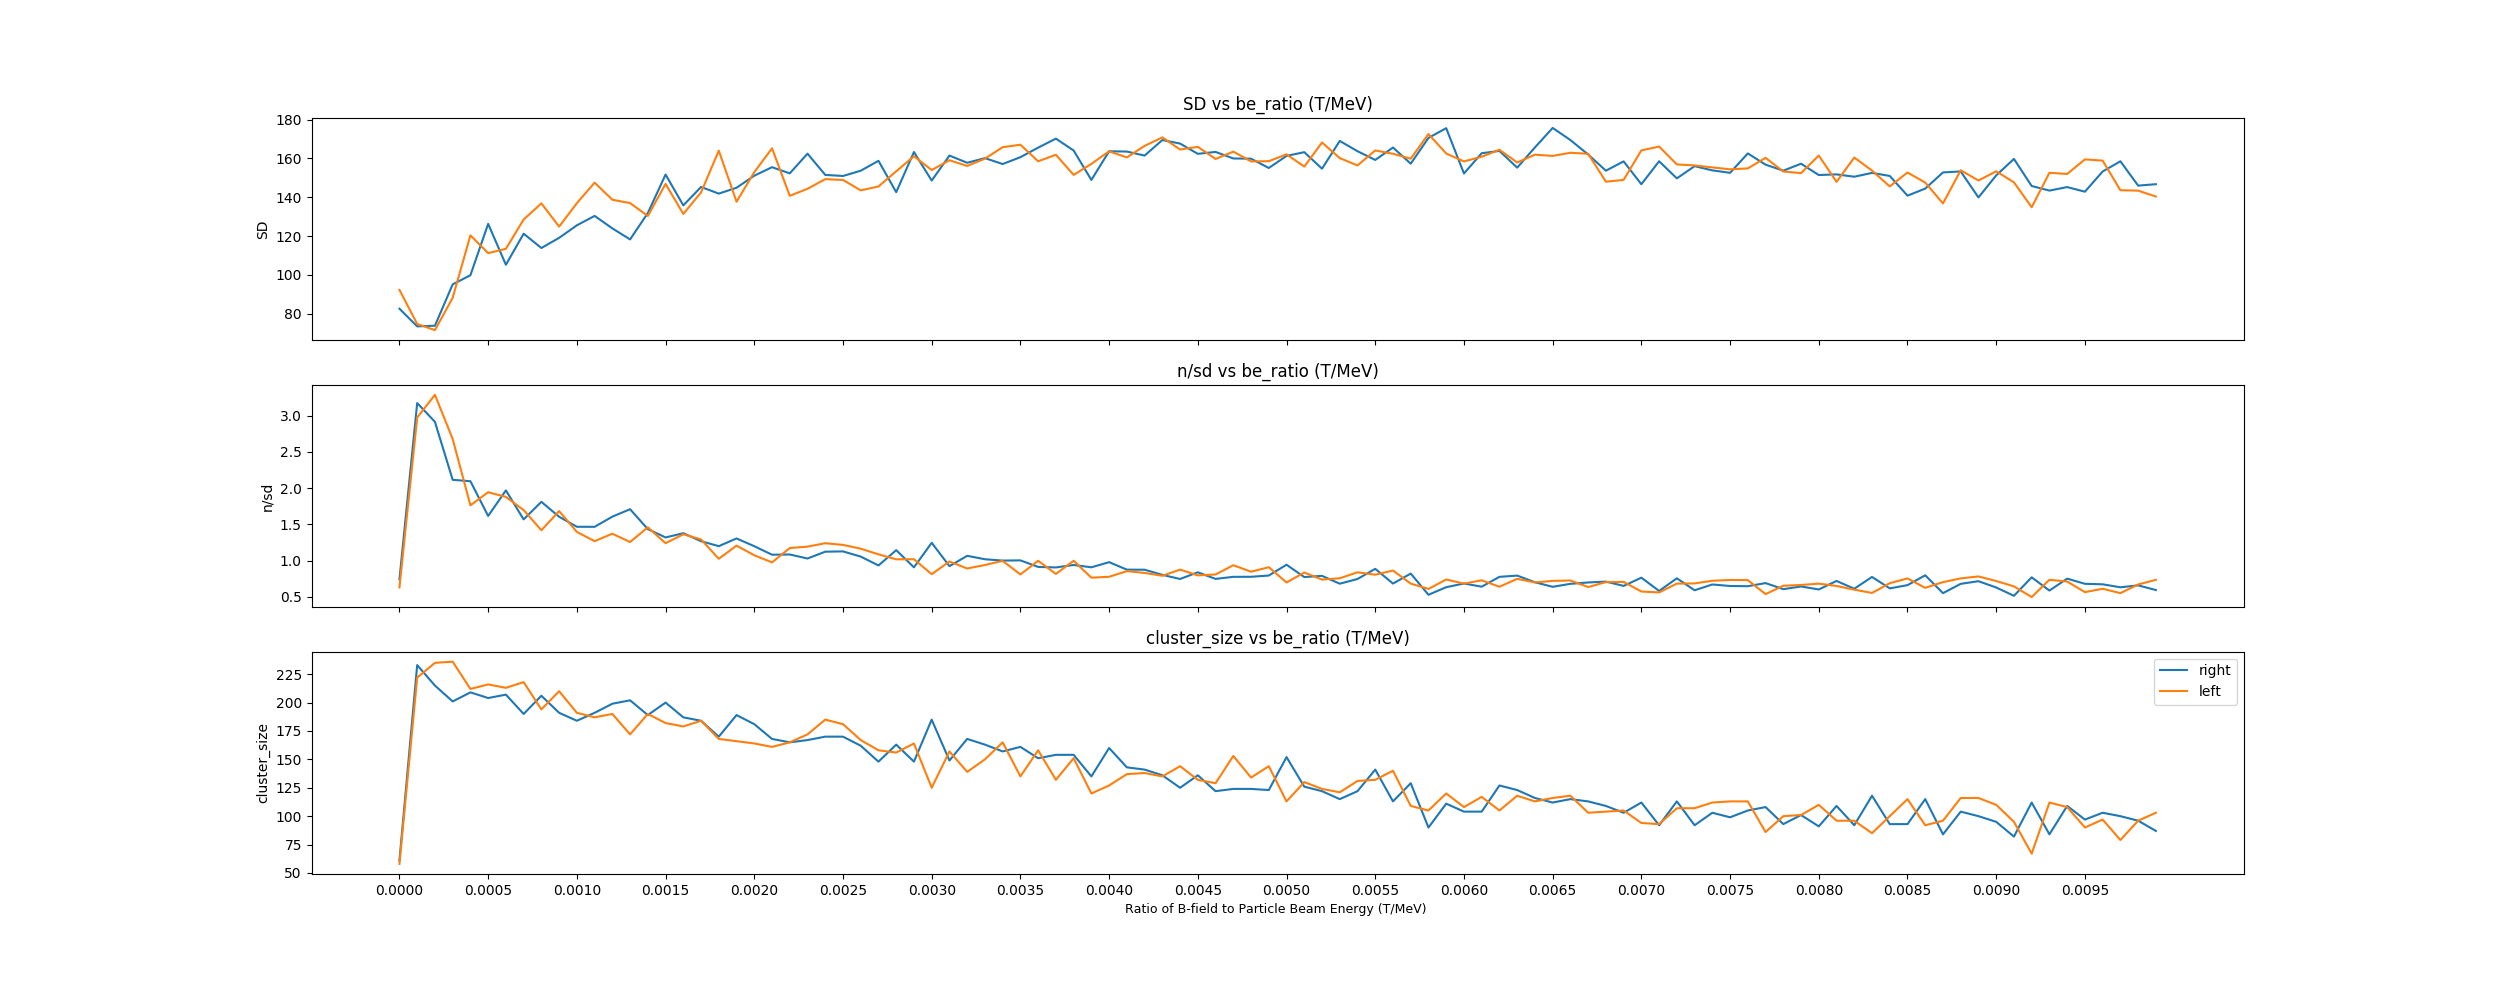 SD vs be_ratio (T/MeV)
180
160
140
120
100
80
SD
n/sd vs be_ratio (T/MeV)
3.0
2.5
2.0
1.5
1.0
0.5
n/sd
cluster_size vs be_ratio (T/MeV)
225
200
175
150
125
100
75
50
cluster_size
right
left
0.0000 0.0005 0.0010 0.0015 0.0020 0.0025 0.0030 0.0035 0.0040 0.0045 0.0050 0.0055 0.0060 0.0065 0.0070 0.0075 0.0080 0.0085 0.0090 0.0095
Ratio of B-field to Particle Beam Energy (T/MeV)